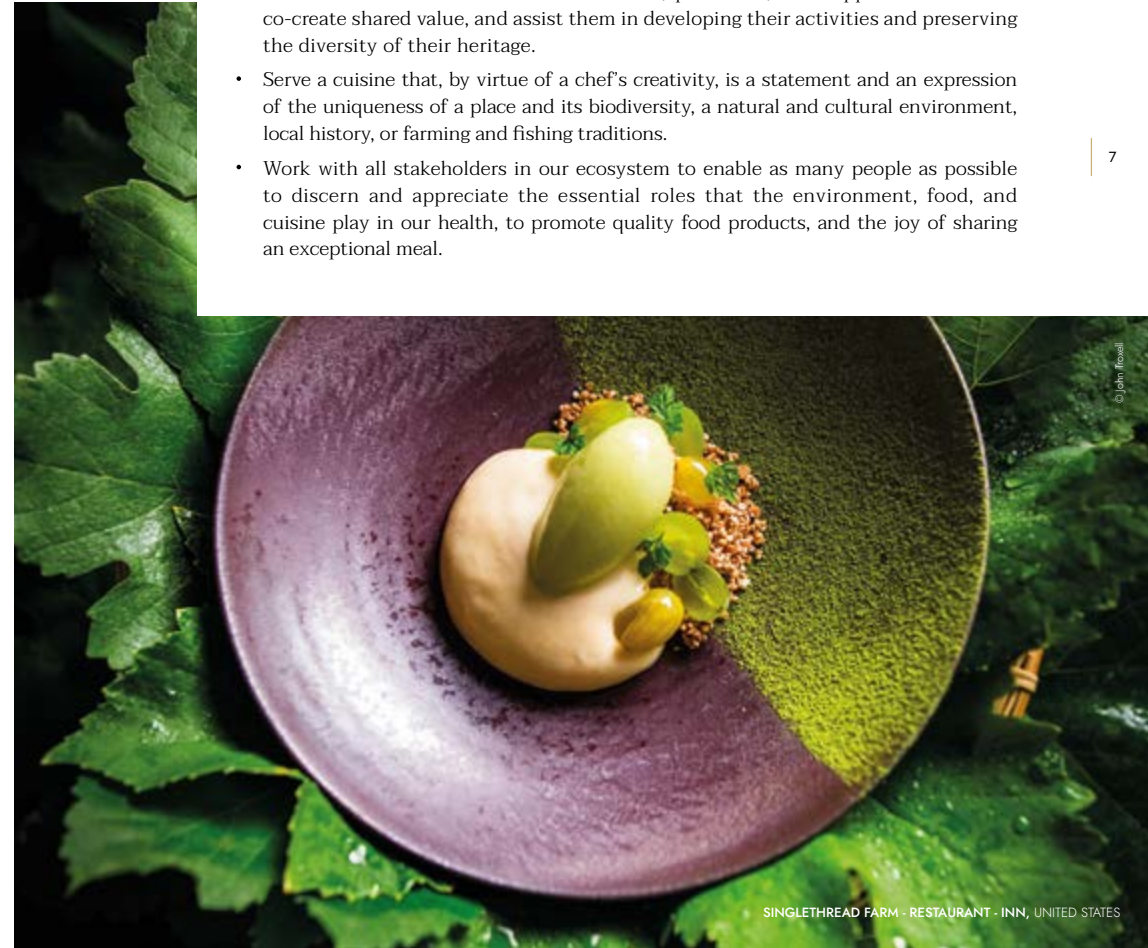 co-create shared value, and assist them in developing their activities and preserving
the diversity of their heritage.
• Serve a cuisine that, by virtue of a chef's creativity, is a statement and an expression
of the uniqueness of a place and its biodiversity, a natural and cultural environment,
local history, or farming and fishing traditions.
• Work with all stakeholders in our ecosystem to enable as many people as possible
to discern and appreciate the essential roles that the environment, food, and
cuisine play in our health, to promote quality food products, and the joy of sharing
an exceptional meal.
7
© John Troxell
SINGLETHREAD FARM - RESTAURANT - INN, UNITED STATES